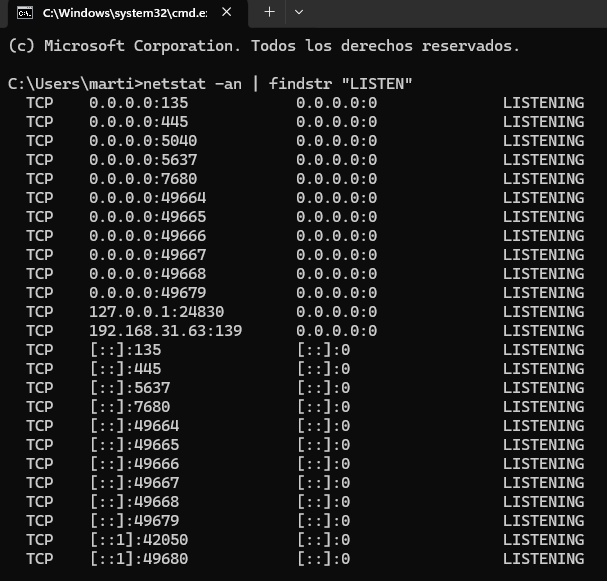 C:\Windows\system32\cmd.e:
(c) Microsoft Corporation. Todos los derechos reservados.
C:\Users\marti>netstat -an | findstr "LISTEN"
TCP 0.0.0.0:135 0.0.0.0:0 LISTENING
TCP 0.0.0.0:445 0.0.0.0:0 LISTENING
TCP 0.0.0.0:5040 0.0.0.0:0 LISTENING
TCP 0.0.0.0:5637 0.0.0.0:0 LISTENING
TCP 0.0.0.0:7680 0.0.0.0:0 LISTENING
TCP 0.0.0.0:49664 0.0.0.0:0 LISTENING
TCP 0.0.0.0:49665 0.0.0.0:0 LISTENING
TCP 0.0.0.0:49666 0.0.0.0:0 LISTENING
TCP 0.0.0.0:49667 0.0.0.0:0 LISTENING
TCP 0.0.0.0:49668 0.0.0.0:0 LISTENING
TCP 0.0.0.0:49679 0.0.0.0:0 LISTENING
TCP 127.0.0.1:24830 0.0.0.0:0 LISTENING
TCP 192.168.31.63:139 0.0.0.0:0 LISTENING
TCP [::]:135 [::]:0 LISTENING
TCP [::]:445 [::]:0 LISTENING
TCP [::]:5637 [::]:0 LISTENING
TCP [::]:7680 [::]:0 LISTENING
TCP [::]:49664 [::]:0 LISTENING
TCP [::]:49665 [::]:0 LISTENING
TCP [::]:49666 [::]:0 LISTENING
TCP [::]:49667 [::]:0 LISTENING
TCP [::]:49668 [::]:0 LISTENING
TCP [::]:49679 [::]:0 LISTENING
TCP [::1]:42050 [::]:0 LISTENING
TCP [::1]:49680 [::]:0 LISTENING